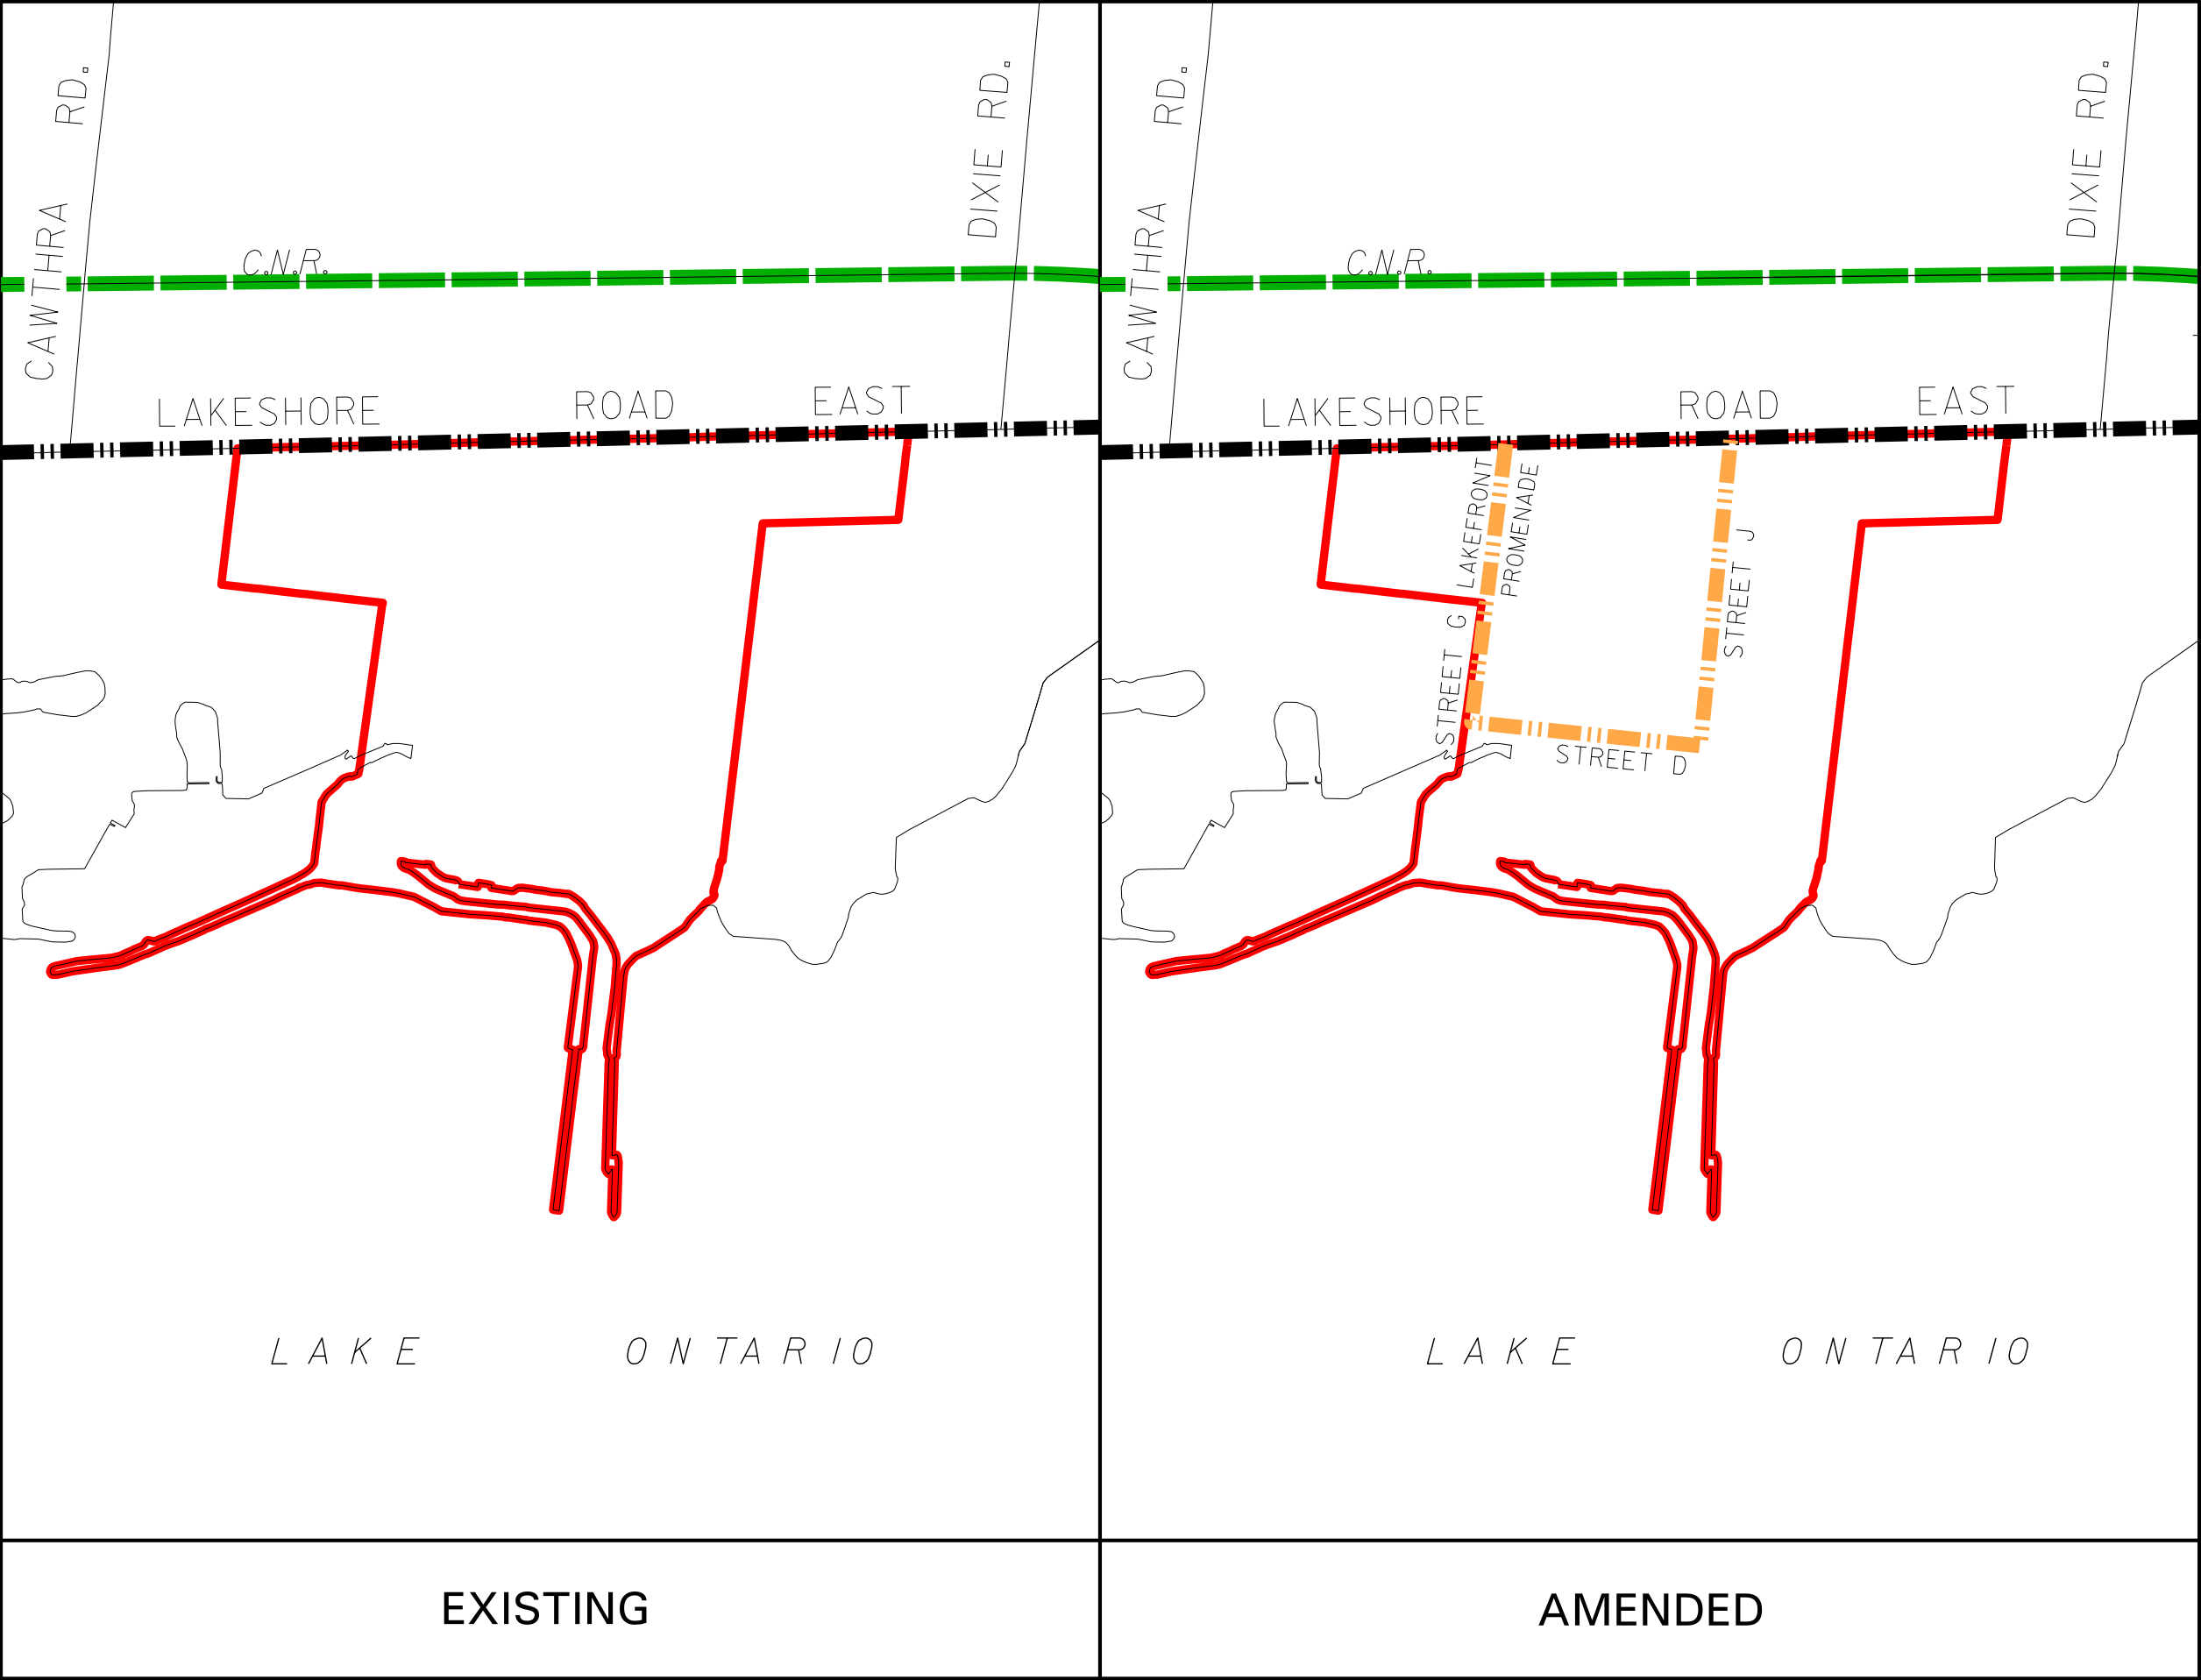 CAWTHRA RD.
DIXIE RD.
C.N.R.
LAKESHORE ROAD EAST
LAKE ONTARIO
EXISTING
CAWTHRA RD.
DIXIE RD.
C.N.R.
LAKESHORE ROAD EAST
LAKEFRONT
PROMENADE
STREET G
STREET J
STREET D
LAKE ONTARIO
AMENDED